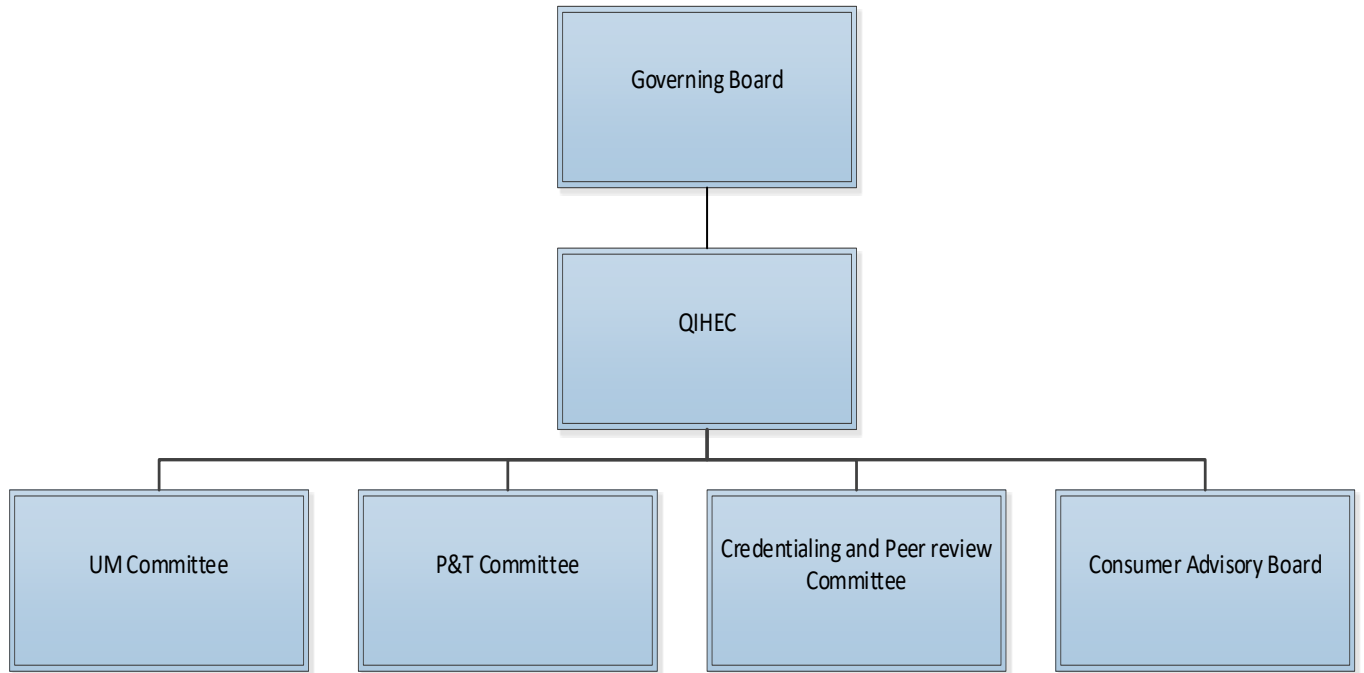 Governing Board
QIHEC
UM Committee
P&T Committee
Credentialing and Peer review
Committee
Consumer Advisory Board